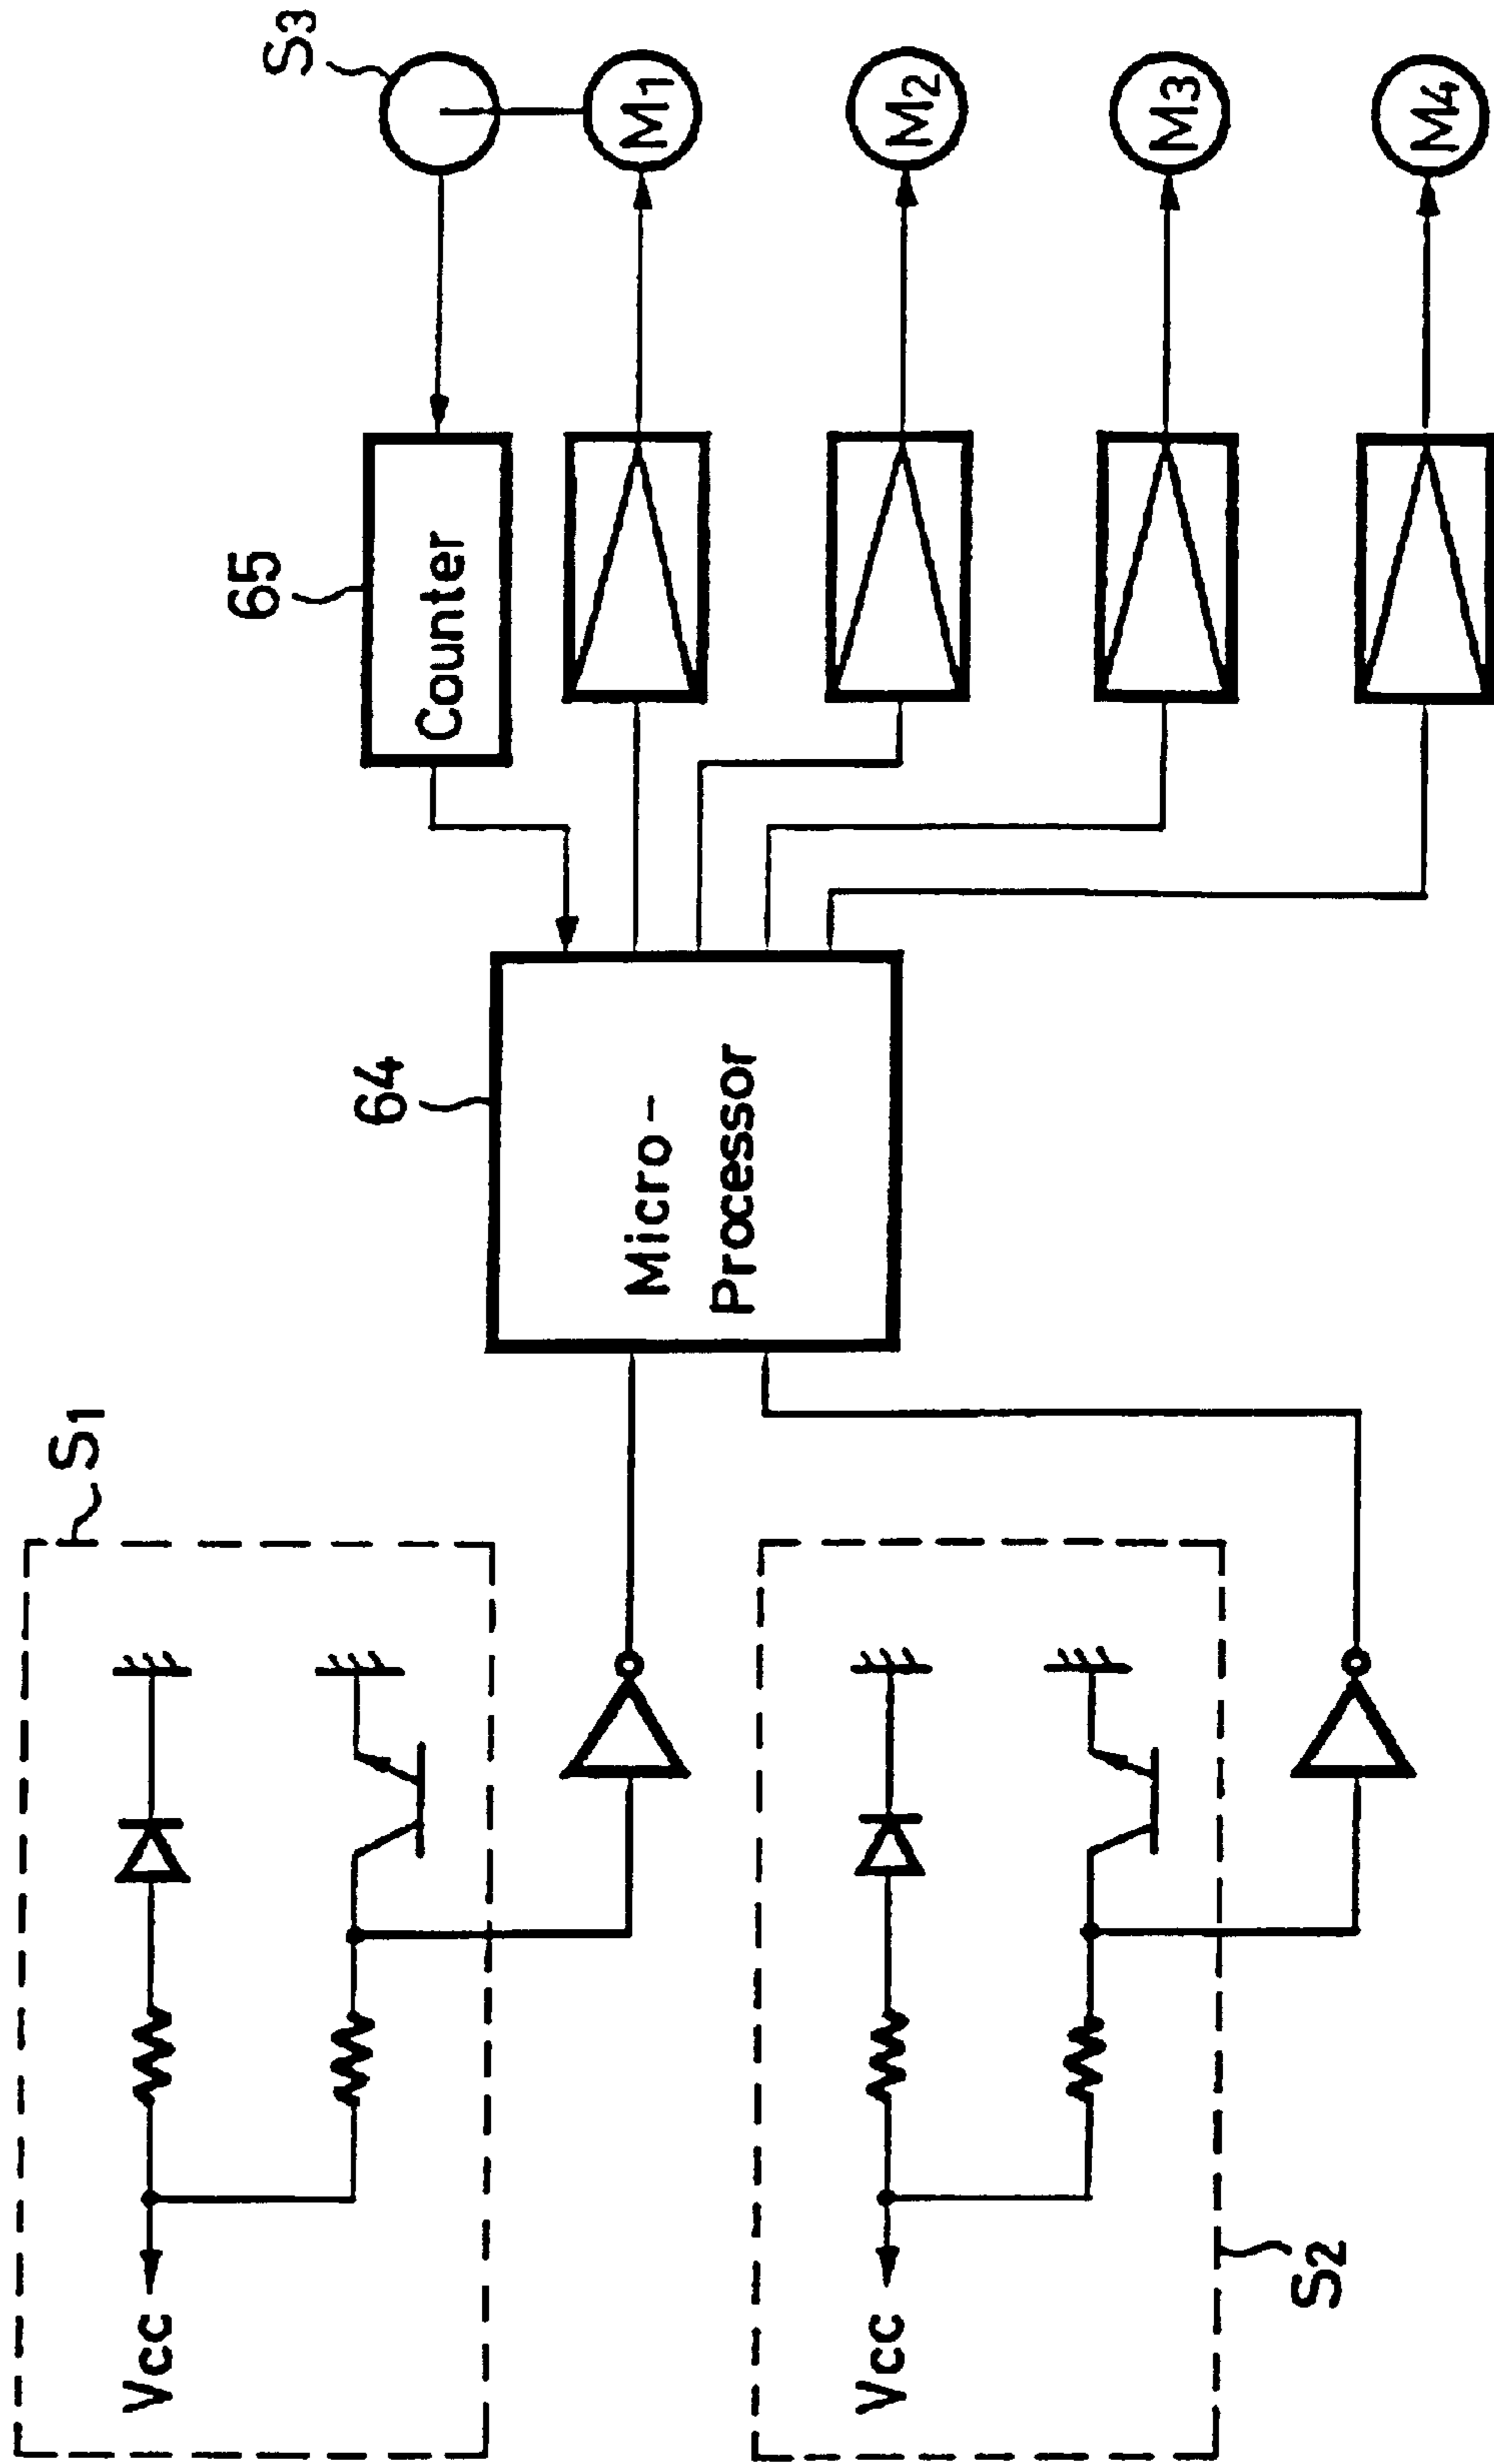 S1
Vcc
Vcc
S2
64
Micro-
Processor
65
Counter
S3
M1
M2
M3
M4